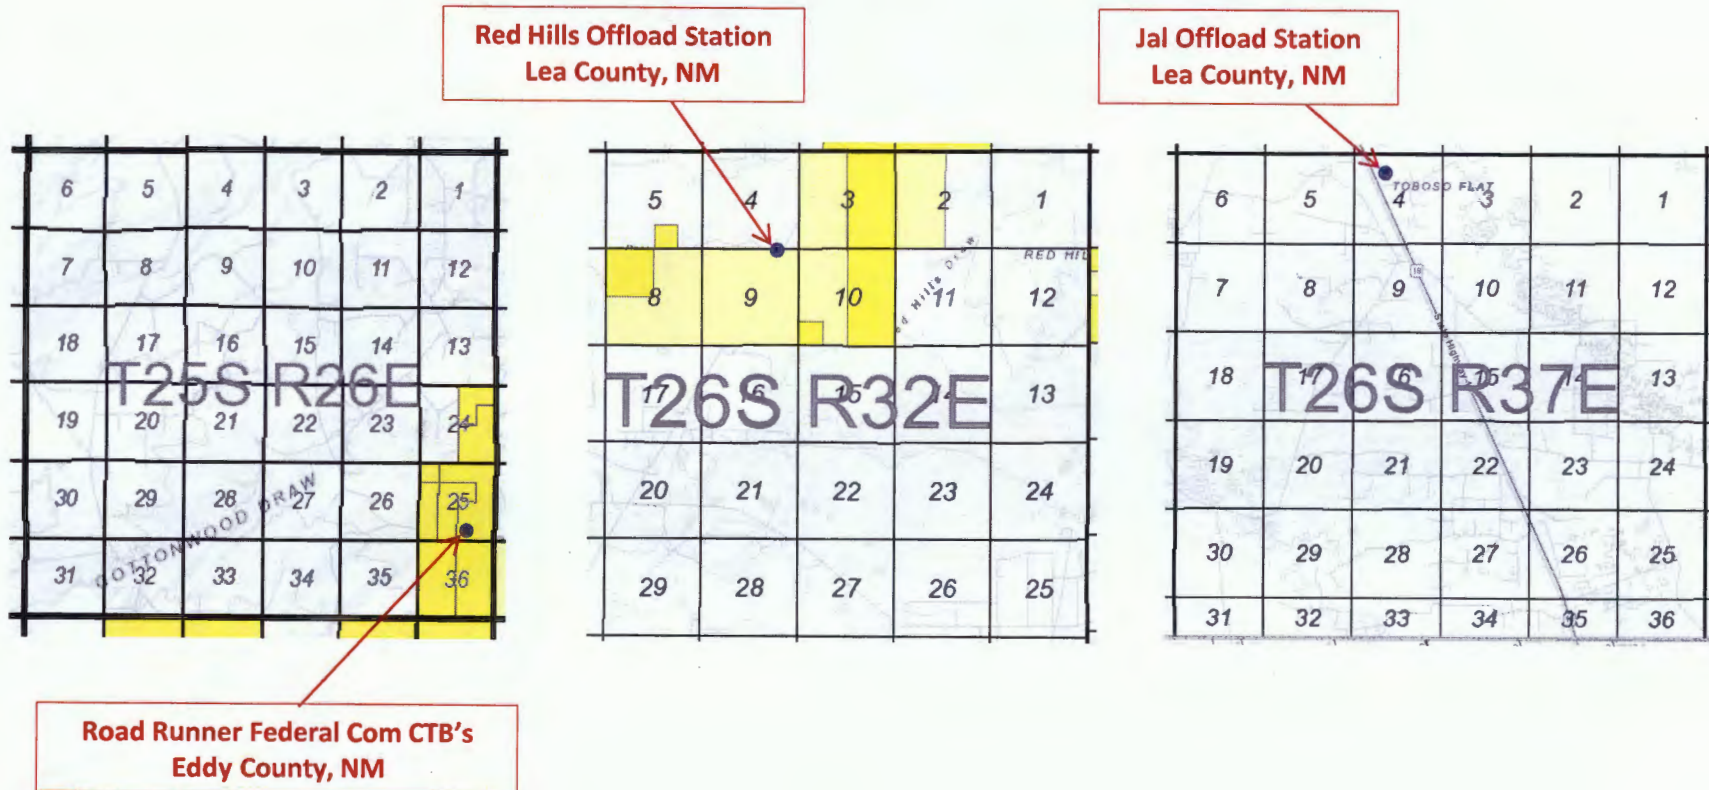 Red Hills Offload Station
Lea County, NM
Jal Offload Station
Lea County, NM
6 5 4 3 2 1
7 8 9 10 11 12
18 17 16 15 14 13
T25S R26E
19 20 21 22 23 24
30 29 28 27 26 25
COTTONWOOD DRAW
31 32 33 34 35 36
5 4 3 2 1
RED HIL
8 9 10 11 12
ed Hills Draw
17 16 15 14 13
T26S R32E
20 21 22 23 24
29 28 27 26 25
TOBOSO FLAT
6 5 4 3 2 1
18
7 8 9 10 11 12
18 17 16 15 14 13
T26S R37E
19 20 21 22 23 24
30 29 28 27 26 25
31 32 33 34 35 36
Road Runner Federal Com CTB's
Eddy County, NM